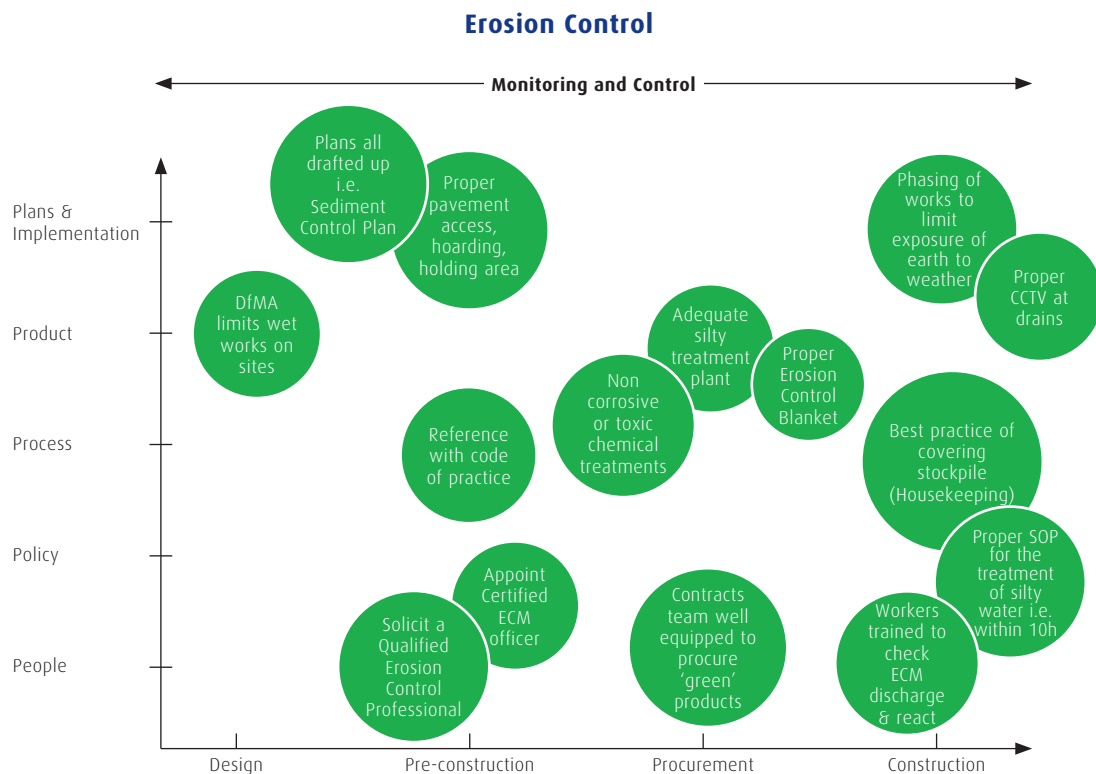 Erosion Control
Monitoring and Control
Plans &
Implementation
Product
Process
Policy
People
Plans all
drafted up
i.e.
Sediment
Control Plan
Proper
pavement
access,
hoarding,
holding area
Phasing of
works to
limit
exposure of
earth to
weather
Proper
CCTV at
drains
DfMA
limits wet
works on
sites
Adequate
silty
treatment
plant
Proper
Erosion
Control
Blanket
Non
corrosive
or toxic
chemical
treatments
Reference
with code
of practice
Best practice of
covering
stockpile
(Housekeeping)
Proper SOP
for the
treatment
of silty
water i.e.
within 10h
Appoint
Certified
ECM
officer
Solicit a
Qualified
Erosion
Control
Professional
Contracts
team well
equipped to
procure
‘green’
products
Workers
trained to
check
ECM
discharge
& react
Design
Pre-construction
Procurement
Construction